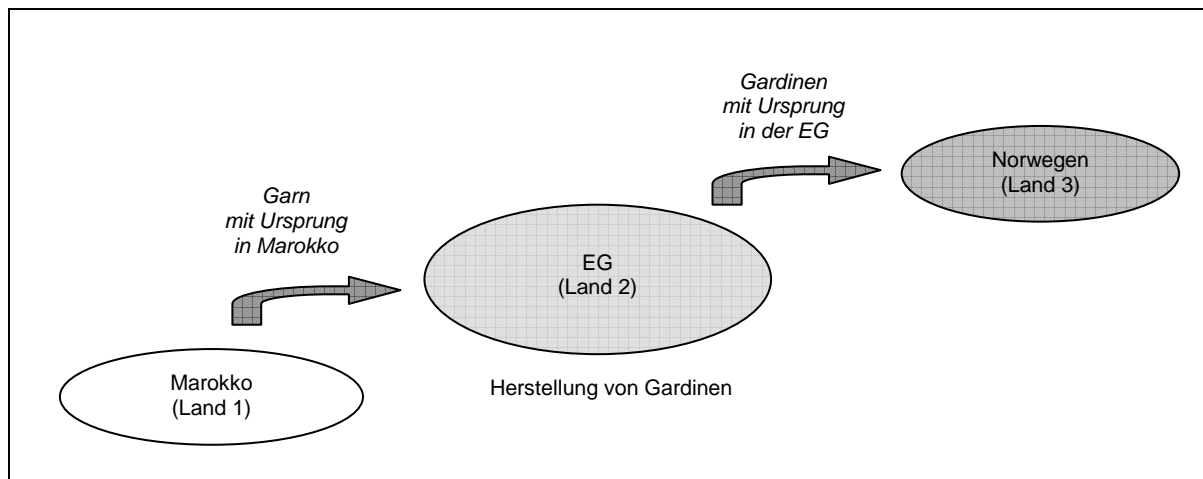 Gardinen
mit Ursprung
in der EG
Norwegen
(Land 3)
Garn
mit Ursprung
in Marokko
EG
(Land 2)
Marokko
(Land 1)
Herstellung von Gardinen